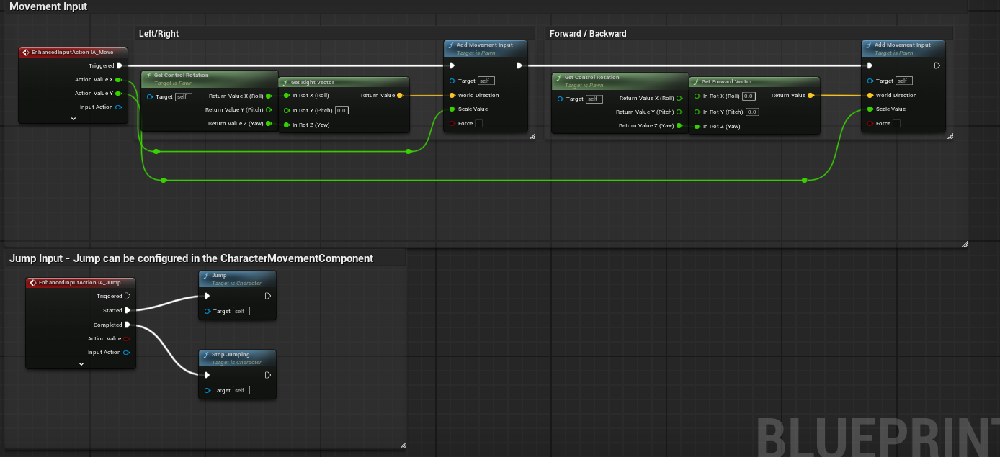 Movement Input
Left/Right
Forward / Backward
EnhancedInputAction IA_Move
Triggered
Action Value X
Action Value Y
Input Action
Get Control Rotation
Target is Pawn
Target self
Return Value X (Roll)
Return Value Y (Pitch)
Return Value Z (Yaw)
Get Right Vector
In Rot X (Roll)
Return Value
In Rot Y (Pitch) 0.0
In Rot Z (Yaw)
Add Movement Input
Target is Pawn
Target self
World Direction
Scale Value
Force
Get Control Rotation
Target is Pawn
Target self
Return Value X (Roll)
Return Value Y (Pitch)
Return Value Z (Yaw)
Get Forward Vector
In Rot X (Roll) 0.0
Return Value
In Rot Y (Pitch) 0.0
In Rot Z (Yaw)
Add Movement Input
Target is Pawn
Target self
World Direction
Scale Value
Force
Jump Input - Jump can be configured in the CharacterMovementComponent
EnhancedInputAction IA_Jump
Triggered
Started
Completed
Action Value
Input Action
Jump
Target is Character
Target self
Stop Jumping
Target is Character
Target self
BLUEPRINT